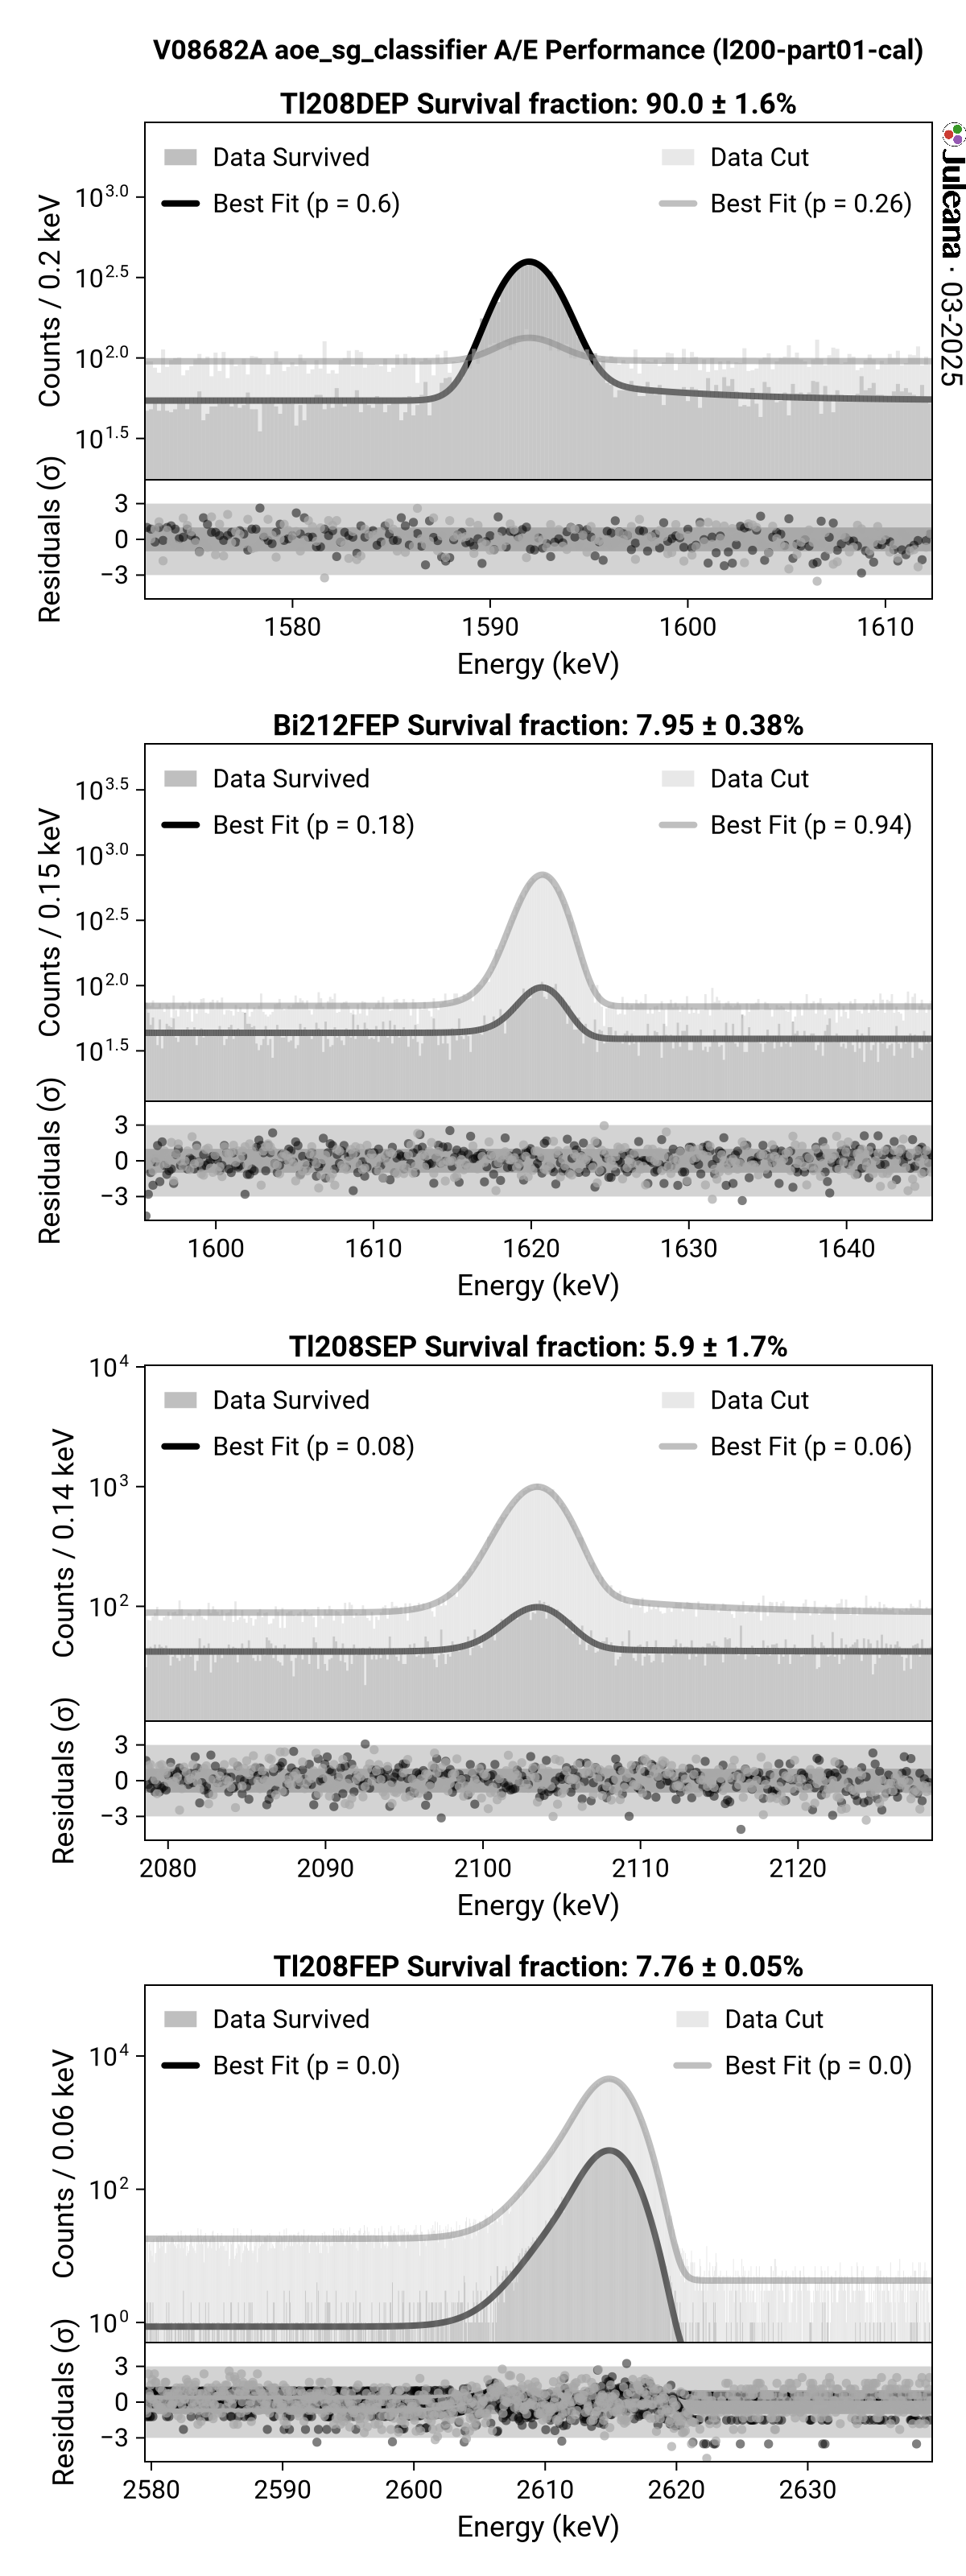 V08682A aoe_sg_classifier A/E Performance (l200-part01-cal)
Tl208DEP Survival fraction: 90.0 ± 1.6%
Data Survived
Data Cut
Best Fit (p = 0.6)
Best Fit (p = 0.26)
Counts / 0.2 keV
10^3.0
10^2.5
10^2.0
10^1.5
Residuals (σ)
3
0
−3
1580 1590 1600 1610
Energy (keV)
Juleana · 03-2025
Bi212FEP Survival fraction: 7.95 ± 0.38%
Data Survived
Data Cut
Best Fit (p = 0.18)
Best Fit (p = 0.94)
Counts / 0.15 keV
10^3.5
10^3.0
10^2.5
10^2.0
10^1.5
Residuals (σ)
3
0
−3
1600 1610 1620 1630 1640
Energy (keV)
Tl208SEP Survival fraction: 5.9 ± 1.7%
Data Survived
Data Cut
Best Fit (p = 0.08)
Best Fit (p = 0.06)
Counts / 0.14 keV
10^4
10^3
10^2
Residuals (σ)
3
0
−3
2080 2090 2100 2110 2120
Energy (keV)
Tl208FEP Survival fraction: 7.76 ± 0.05%
Data Survived
Data Cut
Best Fit (p = 0.0)
Best Fit (p = 0.0)
Counts / 0.06 keV
10^4
10^2
10^0
Residuals (σ)
3
0
−3
2580 2590 2600 2610 2620 2630
Energy (keV)